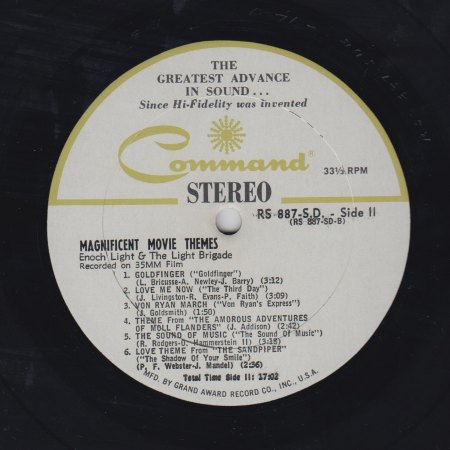 THE
GREATEST ADVANCE
IN SOUND...
Since Hi-Fidelity was invented
Command®
33⅓ RPM
STEREO
RS 887-S.D. - Side II
(RS 887-SD-B)
MAGNIFICENT MOVIE THEMES
Enoch Light & The Light Brigade
Recorded on 35MM Film
1. GOLDFINGER ("Goldfinger")
(L. Bricusse-A. Newley-J. Barry) (3:12)
2. LOVE ME NOW ("The Third Day")
(J. Livingston-R. Evans-P. Faith) (3:09)
3. VON RYAN MARCH ("Von Ryan's Express")
(J. Goldsmith) (1:50)
4. THEME FROM "THE AMOROUS ADVENTURES
OF MOLL FLANDERS" (J. Addison) (2:42)
5. THE SOUND OF MUSIC ("The Sound Of Music")
(R. Rodgers-O. Hammerstein II) (3:18)
6. LOVE THEME From "THE SANDPIPER"
("The Shadow Of Your Smile")
(P. F. Webster-J. Mandel) (2:36)
Total Time Side II: 17:02
MFD. BY GRAND AWARD RECORD CO., INC., U.S.A.